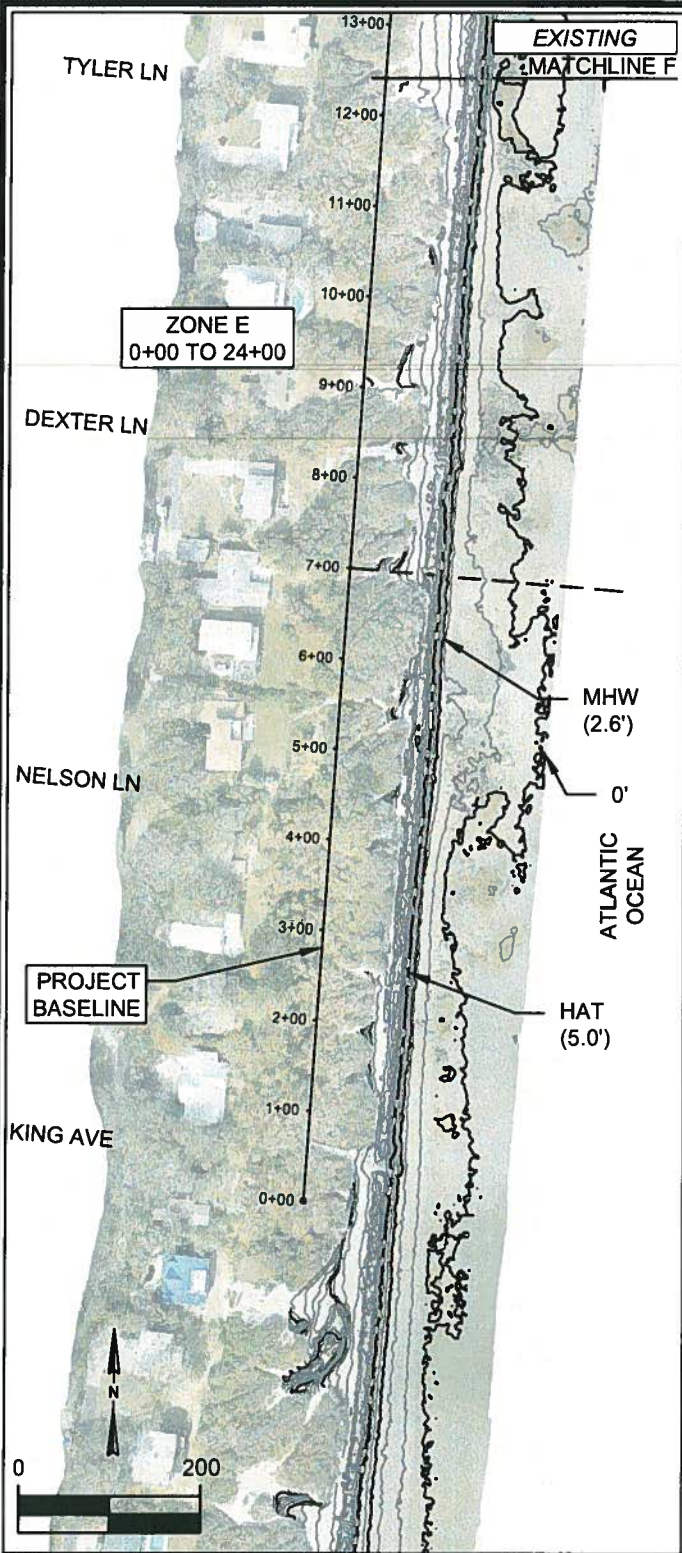 13+00
EXISTING
TYLER LN
MATCHLINE F
12+00
11+00
10+00
ZONE E
0+00 TO 24+00
9+00
DEXTER LN
8+00
7+00
6+00
MHW
(2.6')
5+00
NELSON LN
0'
4+00
ATLANTIC
OCEAN
3+00
PROJECT
BASELINE
HAT
(5.0')
2+00
1+00
KING AVE
0+00
N
0 200